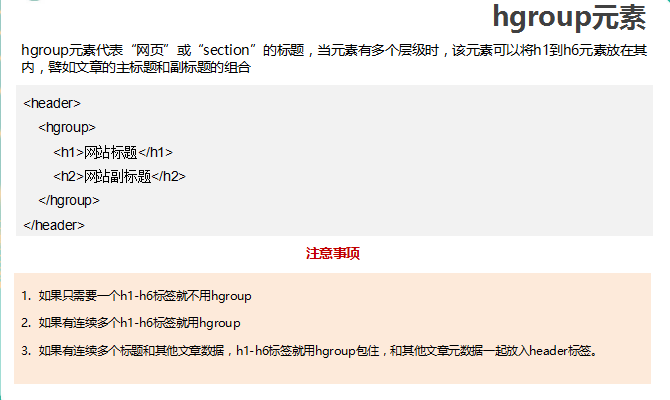 hgroup元素
hgroup元素代表“网页”或“section”的标题，当元素有多个层级时，该元素可以将h1到h6元素放在其
内，譬如文章的主标题和副标题的组合
<header>
<hgroup>
<h1>网站标题</h1>
<h2>网站副标题</h2>
</hgroup>
</header>
注意事项
1. 如果只需要一个h1-h6标签就不用hgroup
2. 如果有连续多个h1-h6标签就用hgroup
3. 如果有连续多个标题和其他文章数据，h1-h6标签就用hgroup包住，和其他文章元数据一起放入header标签。